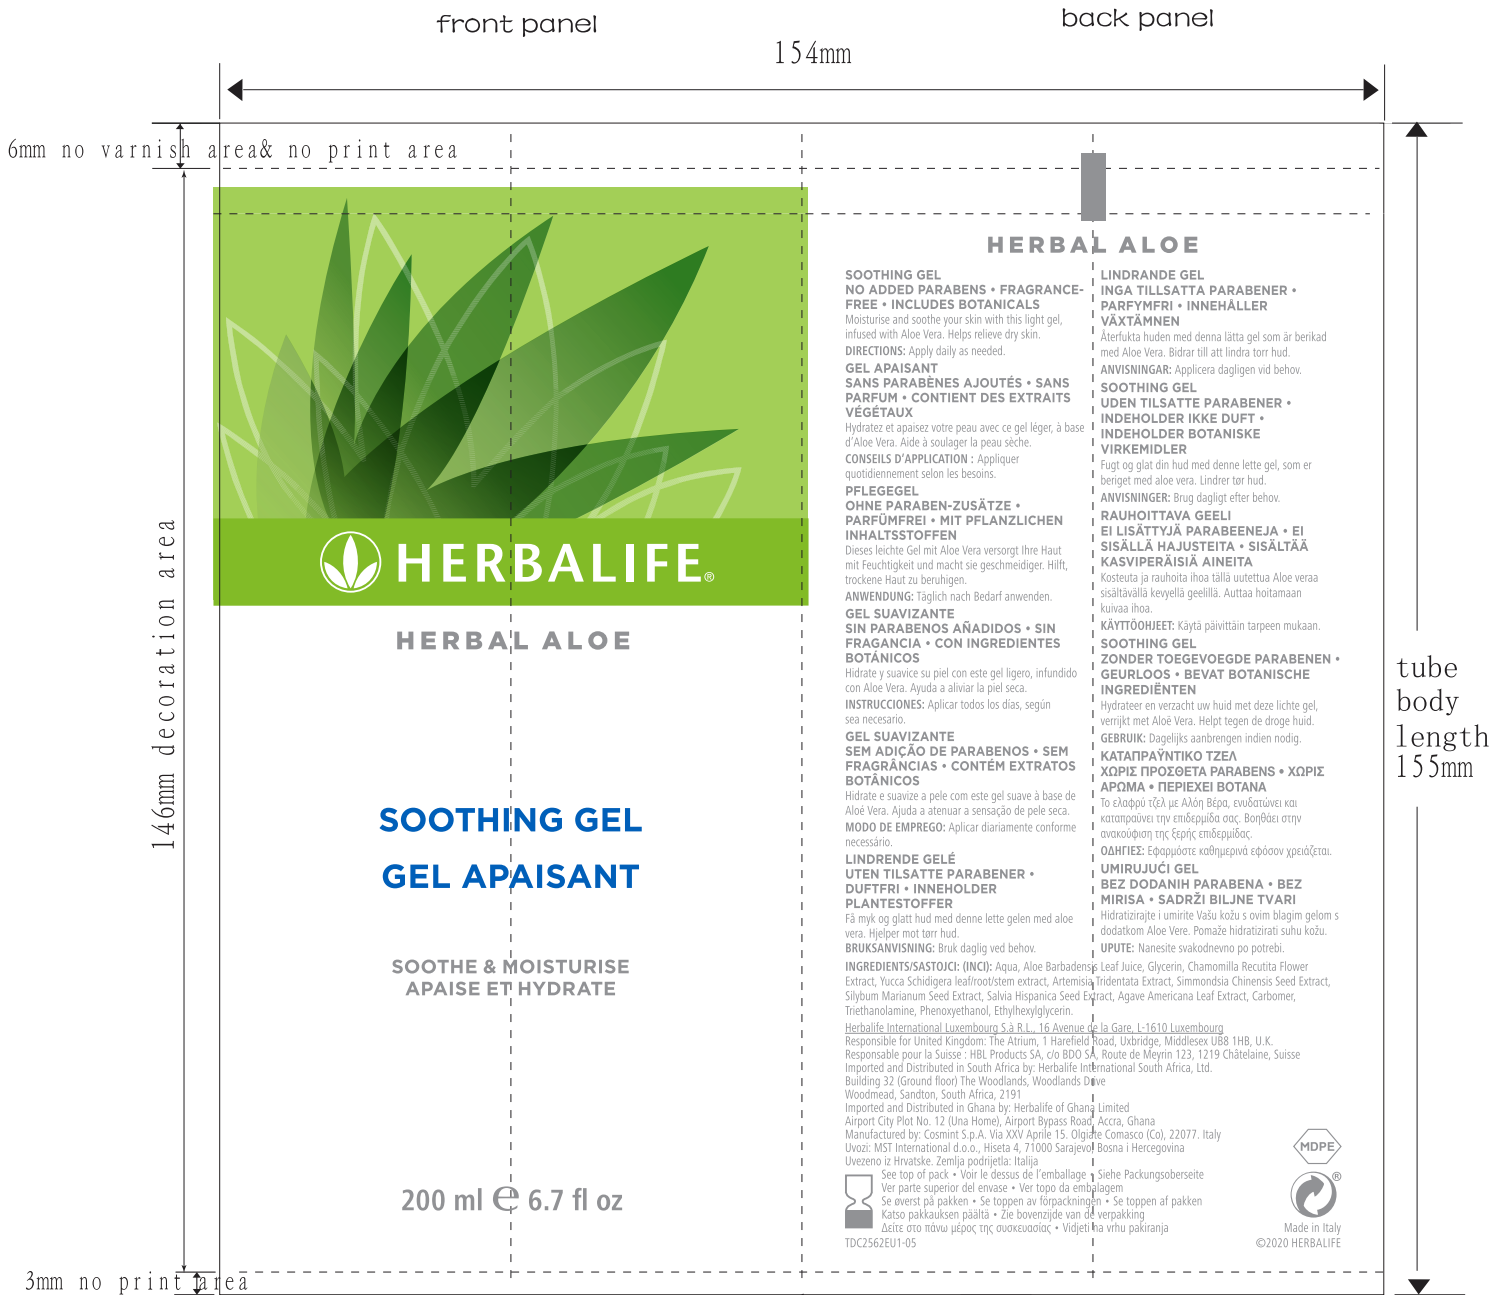 front panel
back panel
154mm
6mm no varnish area& no print area
146mm decoration area
HERBALIFE®
HERBAL ALOE
SOOTHING GEL
GEL APAISANT
SOOTHE & MOISTURISE
APAISE ET HYDRATE
200 ml ℮ 6.7 fl oz
3mm no print area
tube
body
length
155mm
HERBAL ALOE
SOOTHING GEL
NO ADDED PARABENS • FRAGRANCE-
FREE • INCLUDES BOTANICALS
Moisturise and soothe your skin with this light gel,
infused with Aloe Vera. Helps relieve dry skin.
DIRECTIONS: Apply daily as needed.
GEL APAISANT
SANS PARABÈNES AJOUTÉS • SANS
PARFUM • CONTIENT DES EXTRAITS
VÉGÉTAUX
Hydratez et apaisez votre peau avec ce gel léger, à base
d'Aloe Vera. Aide à soulager la peau sèche.
CONSEILS D'APPLICATION : Appliquer
quotidiennement selon les besoins.
PFLEGEGEL
OHNE PARABEN-ZUSÄTZE •
PARFÜMFREI • MIT PFLANZLICHEN
INHALTSSTOFFEN
Dieses leichte Gel mit Aloe Vera versorgt Ihre Haut
mit Feuchtigkeit und macht sie geschmeidiger. Hilft,
trockene Haut zu beruhigen.
ANWENDUNG: Täglich nach Bedarf anwenden.
GEL SUAVIZANTE
SIN PARABENOS AÑADIDOS • SIN
FRAGANCIA • CON INGREDIENTES
BOTÁNICOS
Hidrate y suavice su piel con este gel ligero, infundido
con Aloe Vera. Ayuda a aliviar la piel seca.
INSTRUCCIONES: Aplicar todos los días, según
sea necesario.
GEL SUAVIZANTE
SEM ADIÇÃO DE PARABENOS • SEM
FRAGRÂNCIAS • CONTÉM EXTRATOS
BOTÂNICOS
Hidrate e suavize a pele com este gel suave à base de
Aloé Vera. Ajuda a atenuar a sensação de pele seca.
MODO DE EMPREGO: Aplicar diariamente conforme
necessário.
LINDRENDE GELÉ
UTEN TILSATTE PARABENER •
DUFTFRI • INNEHOLDER
PLANTESTOFFER
Få myk og glatt hud med denne lette gelen med aloe
vera. Hjelper mot tørr hud.
BRUKSANVISNING: Bruk daglig ved behov.
LINDRANDE GEL
INGA TILLSATTA PARABENER •
PARFYMFRI • INNEHÅLLER
VÄXTÄMNEN
Återfukta huden med denna lätta gel som är berikad
med Aloe Vera. Bidrar till att lindra torr hud.
ANVISNINGAR: Applicera dagligen vid behov.
SOOTHING GEL
UDEN TILSATTE PARABENER •
INDEHOLDER IKKE DUFT •
INDEHOLDER BOTANISKE
VIRKEMIDLER
Fugt og glat din hud med denne lette gel, som er
beriget med aloe vera. Lindrer tør hud.
ANVISNINGER: Brug dagligt efter behov.
RAUHOITTAVA GEELI
EI LISÄTTYJÄ PARABEENEJA • EI
SISÄLLÄ HAJUSTEITA • SISÄLTÄÄ
KASVIPERÄISIÄ AINEITA
Kosteuta ja rauhoita ihoa tällä uutettua Aloe veraa
sisältävällä kevyellä geelillä. Auttaa hoitamaan
kuivaa ihoa.
KÄYTTÖOHJEET: Käytä päivittäin tarpeen mukaan.
SOOTHING GEL
ZONDER TOEGEVOEGDE PARABENEN •
GEURLOOS • BEVAT BOTANISCHE
INGREDIËNTEN
Hydrateer en verzacht uw huid met deze lichte gel,
verrijkt met Aloë Vera. Helpt tegen de droge huid.
GEBRUIK: Dagelijks aanbrengen indien nodig.
ΚΑΤΑΠΡΑΫΝΤΙΚΟ ΤΖΕΛ
ΧΩΡΙΣ ΠΡΟΣΘΕΤΑ PARABENS • ΧΩΡΙΣ
ΑΡΩΜΑ • ΠΕΡΙΕΧΕΙ ΒΟΤΑΝΑ
Το ελαφρύ τζελ με Αλόη Βέρα, ενυδατώνει και
καταπραΰνει την επιδερμίδα σας. Βοηθάει στην
ανακούφιση της ξερής επιδερμίδας.
ΟΔΗΓΙΕΣ: Εφαρμόστε καθημερινά εφόσον χρειάζεται.
UMIRUJUĆI GEL
BEZ DODANIH PARABENA • BEZ
MIRISA • SADRŽI BILJNE TVARI
Hidratizirajte i umirite Vašu kožu s ovim blagim gelom s
dodatkom Aloe Vere. Pomaže hidratizirati suhu kožu.
UPUTE: Nanesite svakodnevno po potrebi.
INGREDIENTS/SASTOJCI: (INCI): Aqua, Aloe Barbadensis Leaf Juice, Glycerin, Chamomilla Recutita Flower
Extract, Yucca Schidigera leaf/root/stem extract, Artemisia Tridentata Extract, Simmondsia Chinensis Seed Extract,
Silybum Marianum Seed Extract, Salvia Hispanica Seed Extract, Agave Americana Leaf Extract, Carbomer,
Triethanolamine, Phenoxyethanol, Ethylhexylglycerin.
Herbalife International Luxembourg S.à R.L., 16 Avenue de la Gare, L-1610 Luxembourg
Responsible for United Kingdom: The Atrium, 1 Harefield Road, Uxbridge, Middlesex UB8 1HB, U.K.
Responsable pour la Suisse : HBL Products SA, c/o BDO SA, Route de Meyrin 123, 1219 Châtelaine, Suisse
Imported and Distributed in South Africa by: Herbalife International South Africa, Ltd.
Building 32 (Ground floor) The Woodlands, Woodlands Drive
Woodmead, Sandton, South Africa, 2191
Imported and Distributed in Ghana by: Herbalife of Ghana Limited
Airport City Plot No. 12 (Una Home), Airport Bypass Road, Accra, Ghana
Manufactured by: Cosmint S.p.A. Via XXV Aprile 15. Olgiate Comasco (Co), 22077. Italy
Uvozi: MST International d.o.o., Hiseta 4, 71000 Sarajevo, Bosna i Hercegovina
Uvezeno iz Hrvatske. Zemlja podrijetla: Italija
See top of pack • Voir le dessus de l'emballage • Siehe Packungsoberseite
Ver parte superior del envase • Ver topo da embalagem
Se øverst på pakken • Se toppen av förpackningen • Se toppen af pakken
Katso pakkauksen päältä • Zie bovenzijde van de verpakking
Δείτε στο πάνω μέρος της συσκευασίας • Vidjeti na vrhu pakiranja
TDC2562EU1-05
MDPE
®
Made in Italy
©2020 HERBALIFE